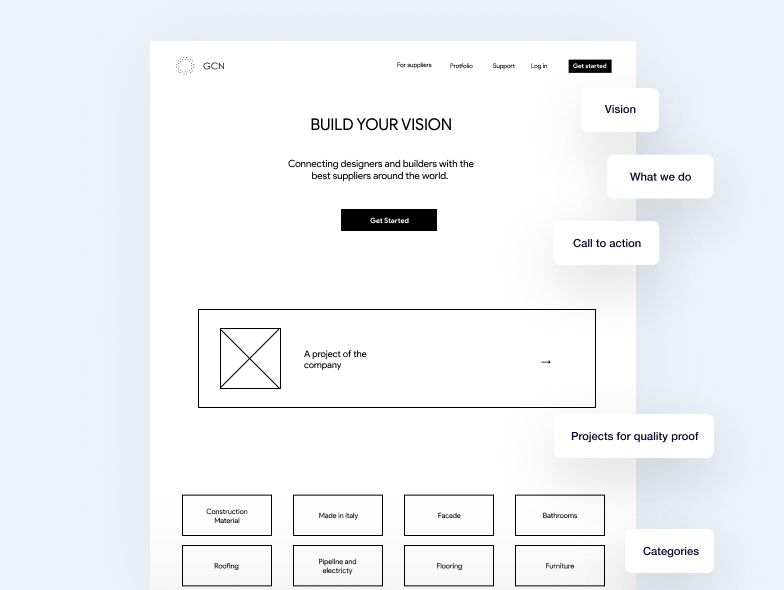 GCN
For suppliers
Protfolio
Support
Log in
Get started
Vision
BUILD YOUR VISION
What we do
Connecting designers and builders with the
best suppliers around the world.
Get Started
Call to action
A project of the
company
→
Projects for quality proof
Construction
Material
Made in italy
Facade
Bathrooms
Categories
Roofing
Pipeline and
electricty
Flooring
Furniture